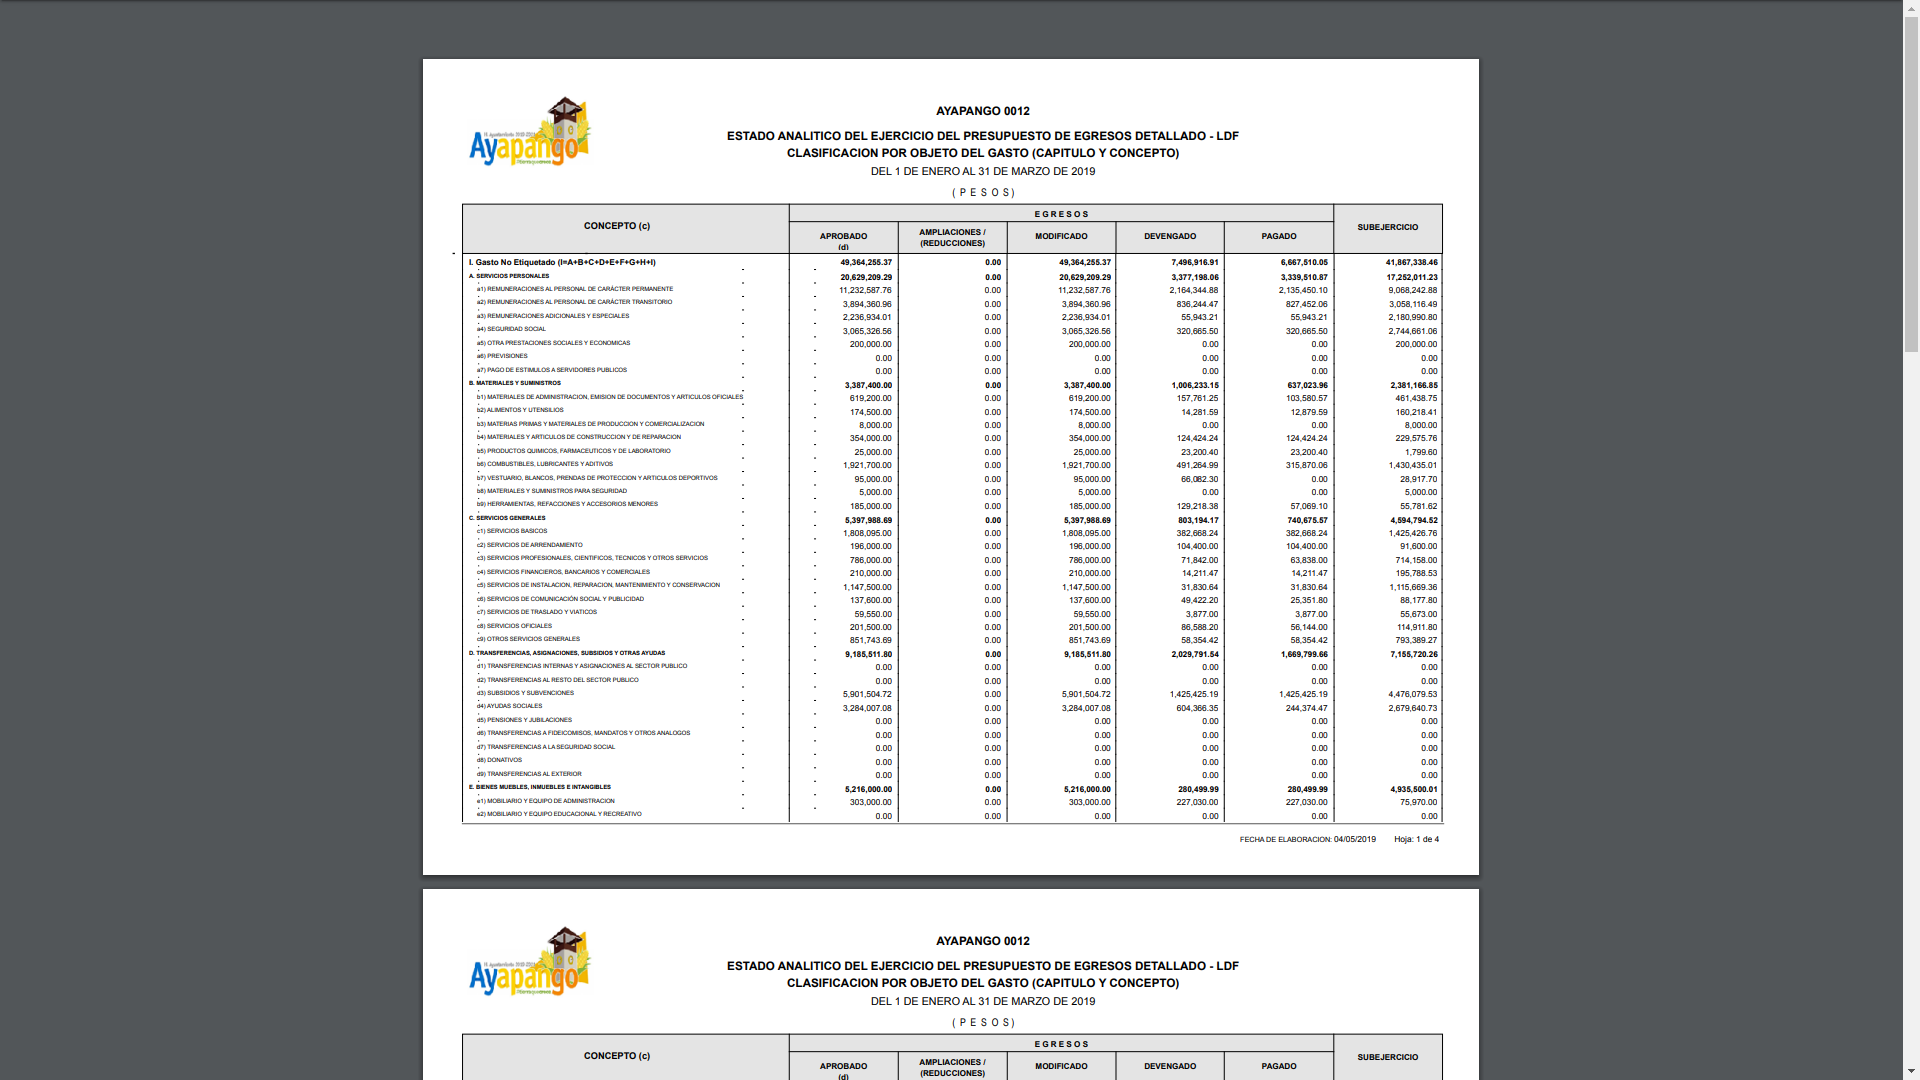 Ayapango
AYAPANGO 0012
ESTADO ANALITICO DEL EJERCICIO DEL PRESUPUESTO DE EGRESOS DETALLADO - LDF
CLASIFICACION POR OBJETO DEL GASTO (CAPITULO Y CONCEPTO)
DEL 1 DE ENERO AL 31 DE MARZO DE 2019
( P E S O S )
CONCEPTO (c) E G R E S O S SUBEJERCICIO
APROBADO (d) AMPLIACIONES / (REDUCCIONES) MODIFICADO DEVENGADO PAGADO
I. Gasto No Etiquetado (I=A+B+C+D+E+F+G+H+I) 49,364,255.37 0.00 49,364,255.37 7,496,916.91 6,667,510.05 41,867,338.46
A. SERVICIOS PERSONALES 20,629,209.29 0.00 20,629,209.29 3,377,198.06 3,339,510.87 17,252,011.23
a1) REMUNERACIONES AL PERSONAL DE CARÁCTER PERMANENTE 11,232,587.76 0.00 11,232,587.76 2,164,344.88 2,135,450.10 9,068,242.88
a2) REMUNERACIONES AL PERSONAL DE CARÁCTER TRANSITORIO 3,894,360.96 0.00 3,894,360.96 836,244.47 827,452.06 3,058,116.49
a3) REMUNERACIONES ADICIONALES Y ESPECIALES 2,236,934.01 0.00 2,236,934.01 55,943.21 55,943.21 2,180,990.80
a4) SEGURIDAD SOCIAL 3,065,326.56 0.00 3,065,326.56 320,665.50 320,665.50 2,744,661.06
a5) OTRA PRESTACIONES SOCIALES Y ECONOMICAS 200,000.00 0.00 200,000.00 0.00 0.00 200,000.00
a6) PREVISIONES 0.00 0.00 0.00 0.00 0.00 0.00
a7) PAGO DE ESTIMULOS A SERVIDORES PUBLICOS 0.00 0.00 0.00 0.00 0.00 0.00
B. MATERIALES Y SUMINISTROS 3,387,400.00 0.00 3,387,400.00 1,006,233.15 637,023.96 2,381,166.85
b1) MATERIALES DE ADMINISTRACION, EMISION DE DOCUMENTOS Y ARTICULOS OFICIALES 619,200.00 0.00 619,200.00 157,761.25 103,580.57 461,438.75
b2) ALIMENTOS Y UTENSILIOS 174,500.00 0.00 174,500.00 14,281.59 12,879.59 160,218.41
b3) MATERIAS PRIMAS Y MATERIALES DE PRODUCCION Y COMERCIALIZACION 8,000.00 0.00 8,000.00 0.00 0.00 8,000.00
b4) MATERIALES Y ARTICULOS DE CONSTRUCCION Y DE REPARACION 354,000.00 0.00 354,000.00 124,424.24 124,424.24 229,575.76
b5) PRODUCTOS QUIMICOS, FARMACEUTICOS Y DE LABORATORIO 25,000.00 0.00 25,000.00 23,200.40 23,200.40 1,799.60
b6) COMBUSTIBLES, LUBRICANTES Y ADITIVOS 1,921,700.00 0.00 1,921,700.00 491,264.99 315,870.06 1,430,435.01
b7) VESTUARIO, BLANCOS, PRENDAS DE PROTECCION Y ARTICULOS DEPORTIVOS 95,000.00 0.00 95,000.00 66,082.30 0.00 28,917.70
b8) MATERIALES Y SUMINISTROS PARA SEGURIDAD 5,000.00 0.00 5,000.00 0.00 0.00 5,000.00
b9) HERRAMIENTAS, REFACCIONES Y ACCESORIOS MENORES 185,000.00 0.00 185,000.00 129,218.38 57,069.10 55,781.62
C. SERVICIOS GENERALES 5,397,988.69 0.00 5,397,988.69 803,194.17 740,675.57 4,594,794.52
c1) SERVICIOS BASICOS 1,808,095.00 0.00 1,808,095.00 382,668.24 382,668.24 1,425,426.76
c2) SERVICIOS DE ARRENDAMIENTO 196,000.00 0.00 196,000.00 104,400.00 104,400.00 91,600.00
c3) SERVICIOS PROFESIONALES, CIENTIFICOS, TECNICOS Y OTROS SERVICIOS 786,000.00 0.00 786,000.00 71,842.00 63,838.00 714,158.00
c4) SERVICIOS FINANCIEROS, BANCARIOS Y COMERCIALES 210,000.00 0.00 210,000.00 14,211.47 14,211.47 195,788.53
c5) SERVICIOS DE INSTALACION, REPARACION, MANTENIMIENTO Y CONSERVACION 1,147,500.00 0.00 1,147,500.00 31,830.64 31,830.64 1,115,669.36
c6) SERVICIOS DE COMUNICACIÓN SOCIAL Y PUBLICIDAD 137,600.00 0.00 137,600.00 49,422.20 25,351.80 88,177.80
c7) SERVICIOS DE TRASLADO Y VIATICOS 59,550.00 0.00 59,550.00 3,877.00 3,877.00 55,673.00
c8) SERVICIOS OFICIALES 201,500.00 0.00 201,500.00 86,588.20 56,144.00 114,911.80
c9) OTROS SERVICIOS GENERALES 851,743.69 0.00 851,743.69 58,354.42 58,354.42 793,389.27
D. TRANSFERENCIAS, ASIGNACIONES, SUBSIDIOS Y OTRAS AYUDAS 9,185,511.80 0.00 9,185,511.80 2,029,791.54 1,669,799.66 7,155,720.26
d1) TRANSFERENCIAS INTERNAS Y ASIGNACIONES AL SECTOR PUBLICO 0.00 0.00 0.00 0.00 0.00 0.00
d2) TRANSFERENCIAS AL RESTO DEL SECTOR PUBLICO 0.00 0.00 0.00 0.00 0.00 0.00
d3) SUBSIDIOS Y SUBVENCIONES 5,901,504.72 0.00 5,901,504.72 1,425,425.19 1,425,425.19 4,476,079.53
d4) AYUDAS SOCIALES 3,284,007.08 0.00 3,284,007.08 604,366.35 244,374.47 2,679,640.73
d5) PENSIONES Y JUBILACIONES 0.00 0.00 0.00 0.00 0.00 0.00
d6) TRANSFERENCIAS A FIDEICOMISOS, MANDATOS Y OTROS ANALOGOS 0.00 0.00 0.00 0.00 0.00 0.00
d7) TRANSFERENCIAS A LA SEGURIDAD SOCIAL 0.00 0.00 0.00 0.00 0.00 0.00
d8) DONATIVOS 0.00 0.00 0.00 0.00 0.00 0.00
d9) TRANSFERENCIAS AL EXTERIOR 0.00 0.00 0.00 0.00 0.00 0.00
E. BIENES MUEBLES, INMUEBLES E INTANGIBLES 5,216,000.00 0.00 5,216,000.00 280,499.99 280,499.99 4,935,500.01
e1) MOBILIARIO Y EQUIPO DE ADMINISTRACION 303,000.00 0.00 303,000.00 227,030.00 227,030.00 75,970.00
e2) MOBILIARIO Y EQUIPO EDUCACIONAL Y RECREATIVO 0.00 0.00 0.00 0.00 0.00 0.00
FECHA DE ELABORACION: 04/05/2019 Hoja: 1 de 4
Ayapango
AYAPANGO 0012
ESTADO ANALITICO DEL EJERCICIO DEL PRESUPUESTO DE EGRESOS DETALLADO - LDF
CLASIFICACION POR OBJETO DEL GASTO (CAPITULO Y CONCEPTO)
DEL 1 DE ENERO AL 31 DE MARZO DE 2019
( P E S O S )
CONCEPTO (c) E G R E S O S SUBEJERCICIO
APROBADO (d) AMPLIACIONES / (REDUCCIONES) MODIFICADO DEVENGADO PAGADO